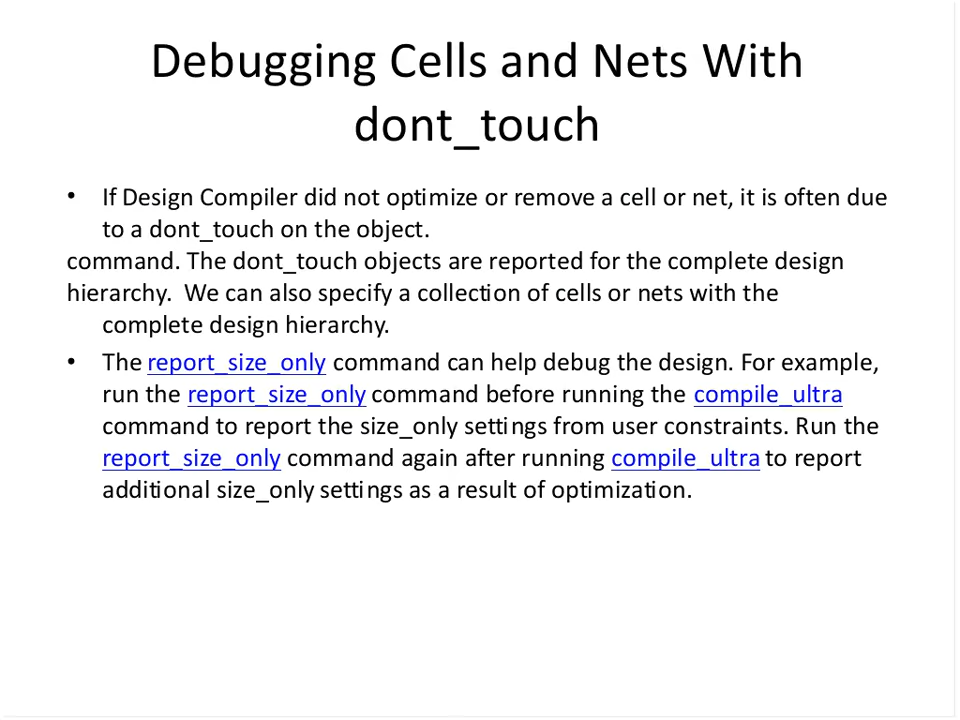 Debugging Cells and Nets With
dont_touch
• If Design Compiler did not optimize or remove a cell or net, it is often due
to a dont_touch on the object.
command. The dont_touch objects are reported for the complete design
hierarchy. We can also specify a collection of cells or nets with the
complete design hierarchy.
• The report_size_only command can help debug the design. For example,
run the report_size_only command before running the compile_ultra
command to report the size_only settings from user constraints. Run the
report_size_only command again after running compile_ultra to report
additional size_only settings as a result of optimization.